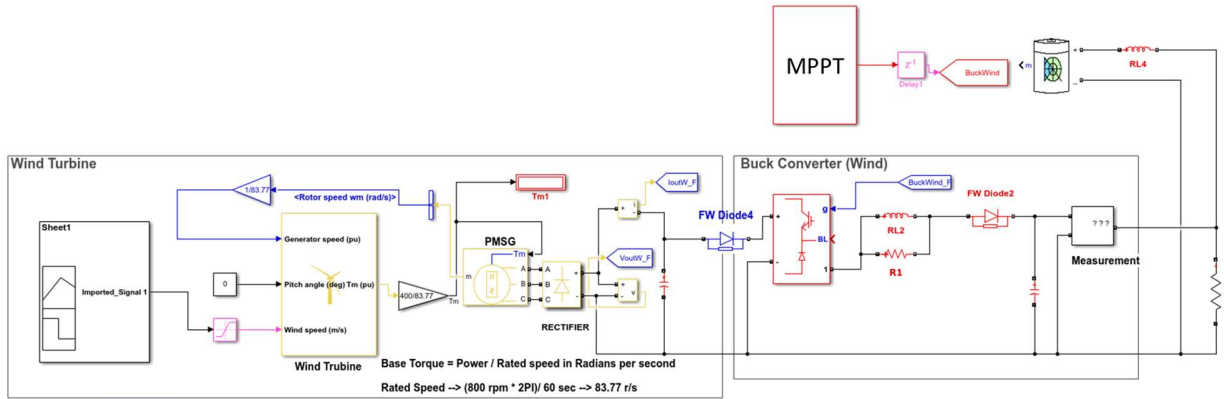 MPPT
Z-1
Delay1
BuckWind
m
+
−
RL4
Wind Turbine
1/83.77
<Rotor speed wm (rad/s)>
Tm1
Sheet1
Imported_Signal 1
0
Generator speed (pu)
Pitch angle (deg) Tm (pu)
Wind speed (m/s)
Wind Trubine
400/83.77
Tm
PMSG
Tm
m
A
B
C
A
B
C
+
-
RECTIFIER
i
+
-
IoutW_F
VoutW_F
+
-
v
Base Torque = Power / Rated speed in Radians per second
Rated Speed --> (800 rpm * 2PI)/ 60 sec --> 83.77 r/s
FW Diode4
Buck Converter (Wind)
BuckWind_F
+
-
g
BL
1
RL2
R1
FW Diode2
? ? ?
Measurement
+